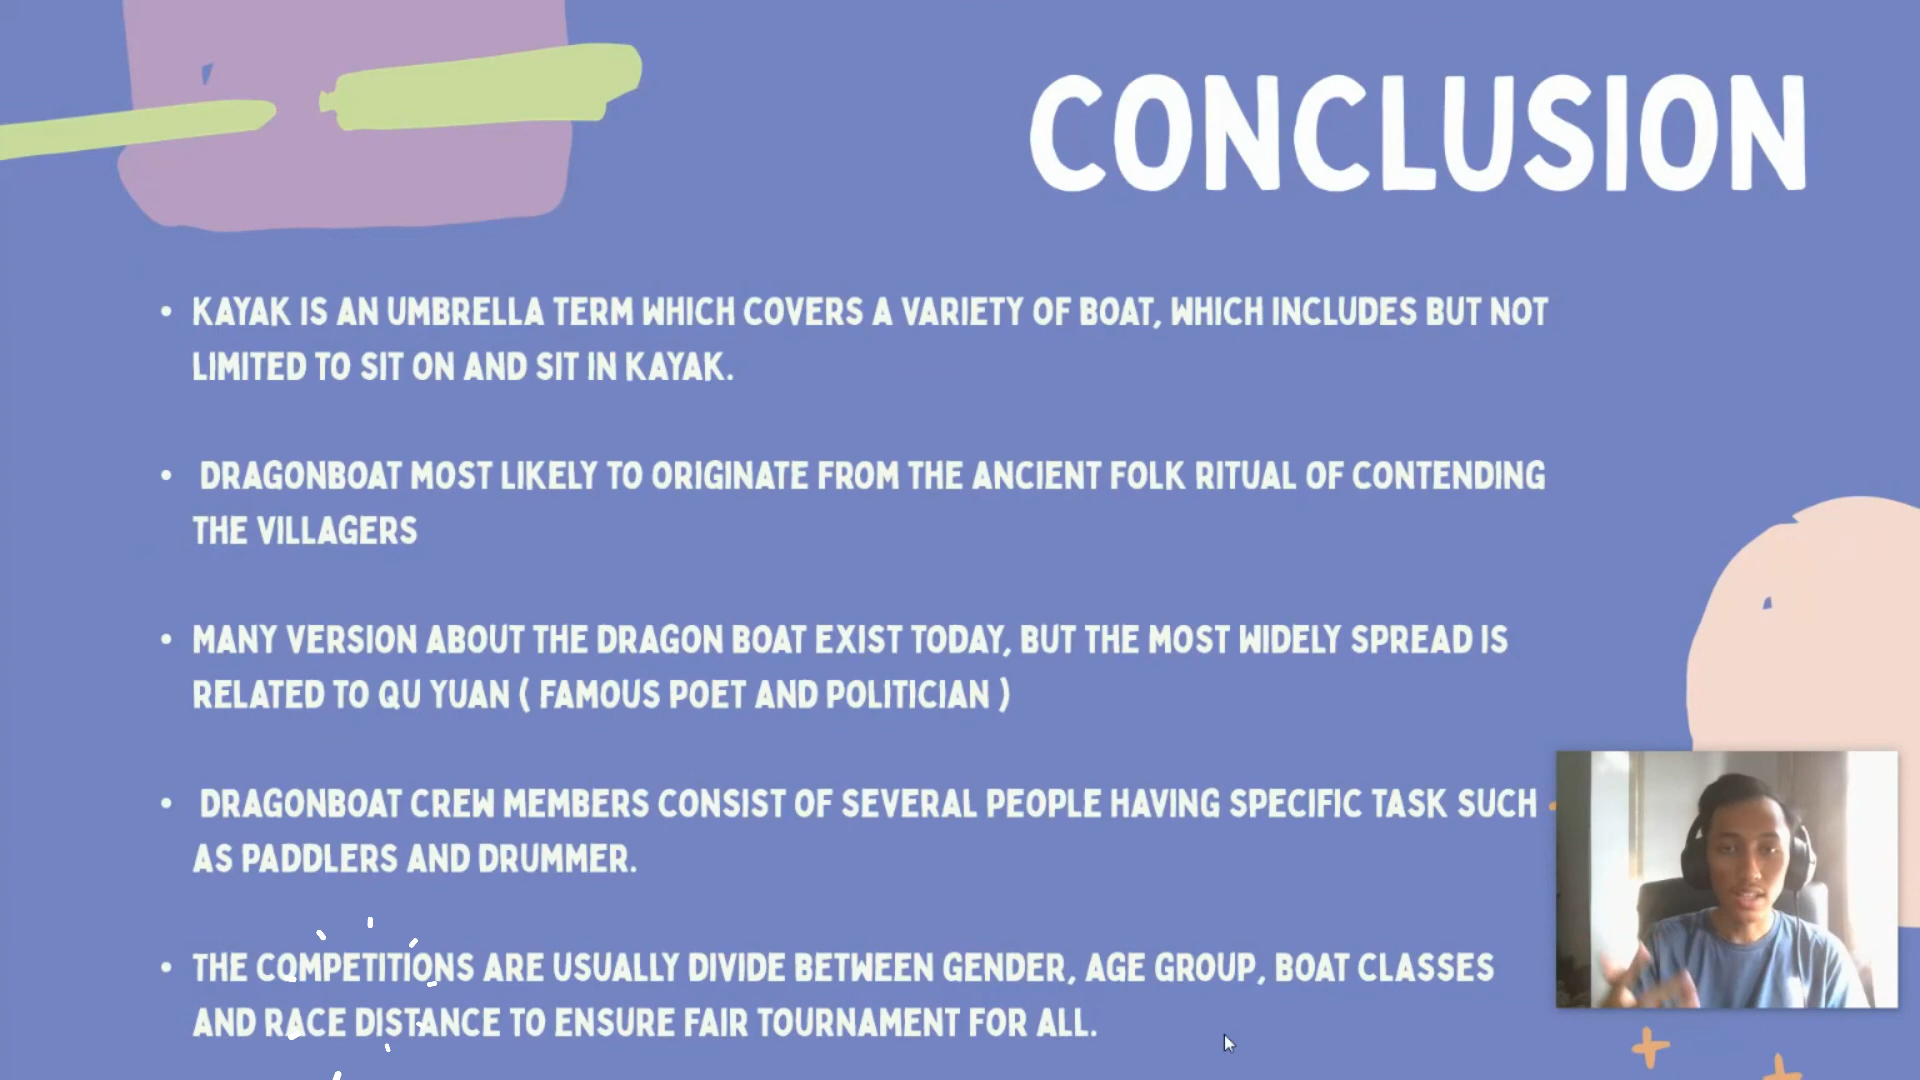 CONCLUSION
• KAYAK IS AN UMBRELLA TERM WHICH COVERS A VARIETY OF BOAT, WHICH INCLUDES BUT NOT
LIMITED TO SIT ON AND SIT IN KAYAK.
• DRAGONBOAT MOST LIKELY TO ORIGINATE FROM THE ANCIENT FOLK RITUAL OF CONTENDING
THE VILLAGERS
• MANY VERSION ABOUT THE DRAGON BOAT EXIST TODAY, BUT THE MOST WIDELY SPREAD IS
RELATED TO QU YUAN ( FAMOUS POET AND POLITICIAN )
• DRAGONBOAT CREW MEMBERS CONSIST OF SEVERAL PEOPLE HAVING SPECIFIC TASK SUCH
AS PADDLERS AND DRUMMER.
• THE COMPETITIONS ARE USUALLY DIVIDE BETWEEN GENDER, AGE GROUP, BOAT CLASSES
AND RACE DISTANCE TO ENSURE FAIR TOURNAMENT FOR ALL.